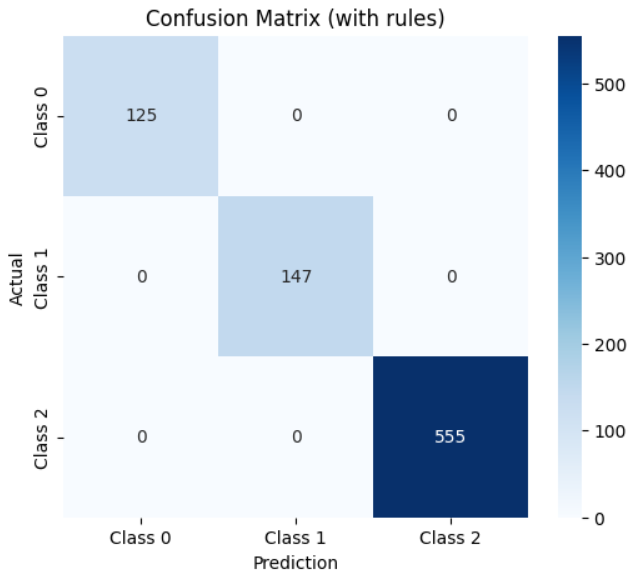 Confusion Matrix (with rules)
Class 0
125
0
0
500
400
Actual
Class 1
0
147
0
300
200
Class 2
0
0
555
100
0
Class 0
Class 1
Class 2
Prediction